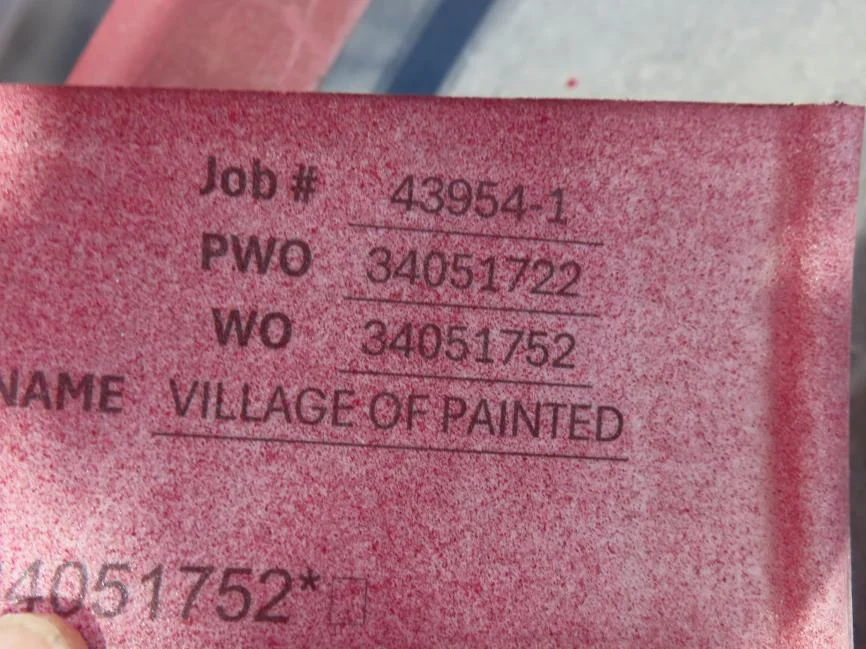 Job # 43954-1
PWO 34051722
WO 34051752
NAME VILLAGE OF PAINTED
4051752*